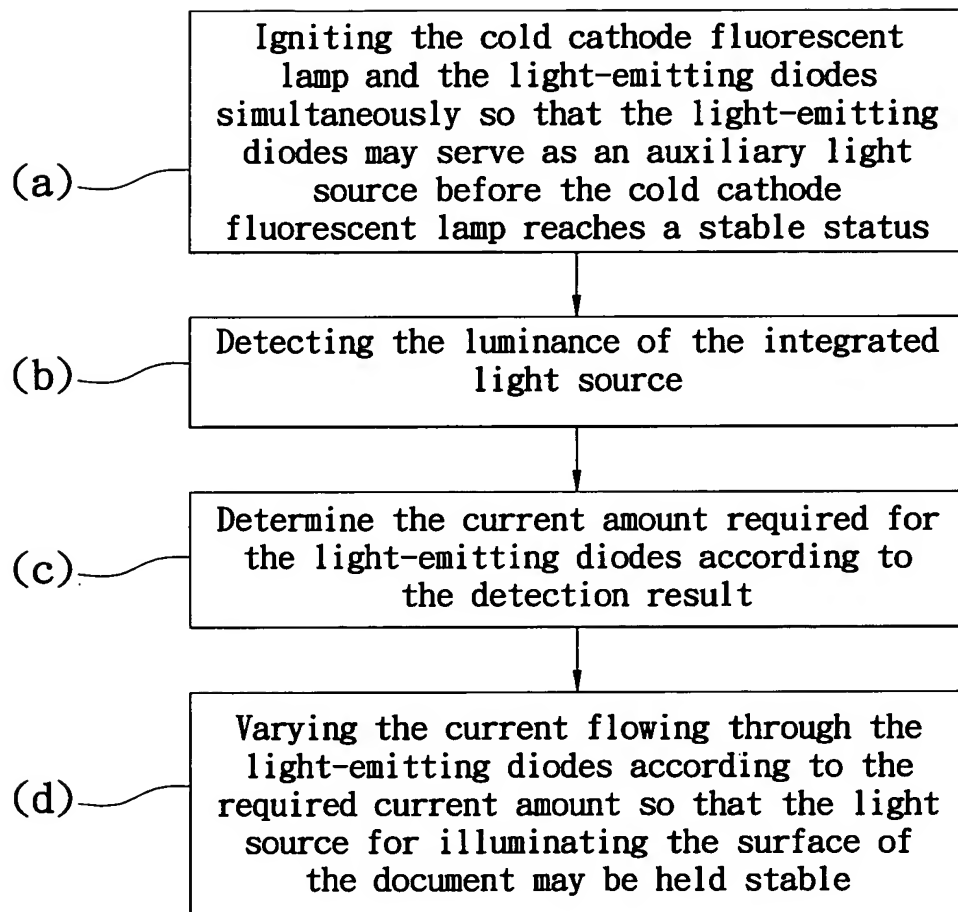 Igniting the cold cathode fluorescent
lamp and the light-emitting diodes
simultaneously so that the light-emitting
diodes may serve as an auxiliary light
source before the cold cathode
fluorescent lamp reaches a stable status
(a)
Detecting the luminance of the integrated
light source
(b)
Determine the current amount required for
the light-emitting diodes according to
the detection result
(c)
Varying the current flowing through the
light-emitting diodes according to the
required current amount so that the light
source for illuminating the surface of
the document may be held stable
(d)